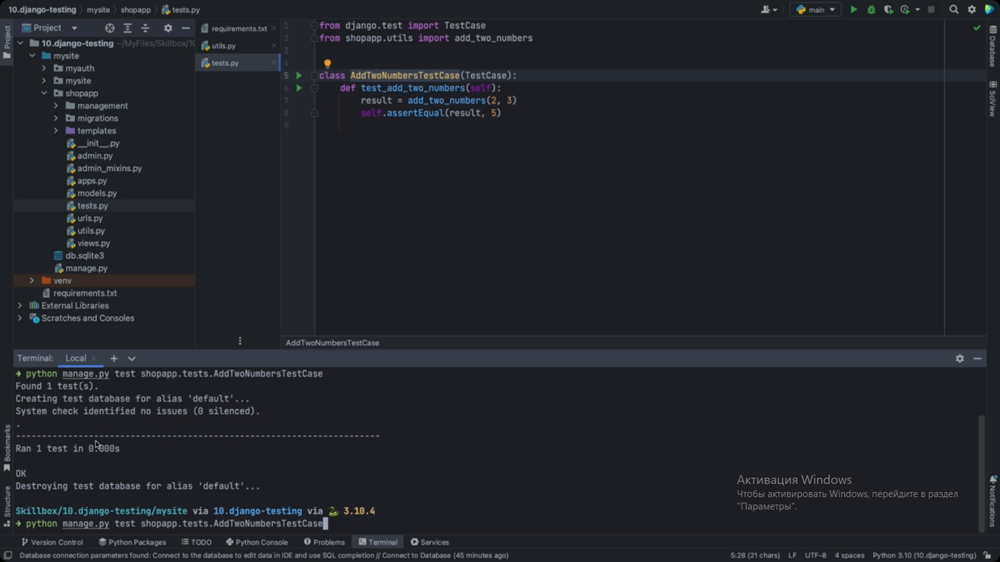 10.django-testing mysite shopapp tests.py
main
Project
Project
10.django-testing ~/MyFiles/Skillbox/10
mysite
myauth
mysite
shopapp
management
migrations
templates
__init__.py
admin.py
admin_mixins.py
apps.py
models.py
tests.py
urls.py
utils.py
views.py
db.sqlite3
manage.py
venv
requirements.txt
External Libraries
Scratches and Consoles
requirements.txt
utils.py
tests.py
1 from django.test import TestCase
2 from shopapp.utils import add_two_numbers
3
4
5 class AddTwoNumbersTestCase(TestCase):
6 def test_add_two_numbers(self):
7 result = add_two_numbers(2, 3)
8 self.assertEqual(result, 5)
9
AddTwoNumbersTestCase
Database
SciView
Notifications
Bookmarks
Structure
Terminal: Local
python manage.py test shopapp.tests.AddTwoNumbersTestCase
Found 1 test(s).
Creating test database for alias 'default'...
System check identified no issues (0 silenced).
.
----------------------------------------------------------------------
Ran 1 test in 0.000s
OK
Destroying test database for alias 'default'...
Skillbox/10.django-testing/mysite via 10.django-testing via 3.10.4
python manage.py test shopapp.tests.AddTwoNumbersTestCase
Активация Windows
Чтобы активировать Windows, перейдите в раздел
"Параметры".
Version Control Python Packages TODO Python Console Problems Terminal Services
Database connection parameters found: Connect to the database to edit data in IDE and use SQL completion // Connect to Database (45 minutes ago) 5:28 (21 chars) LF UTF-8 4 spaces Python 3.10 (10.django-testing)